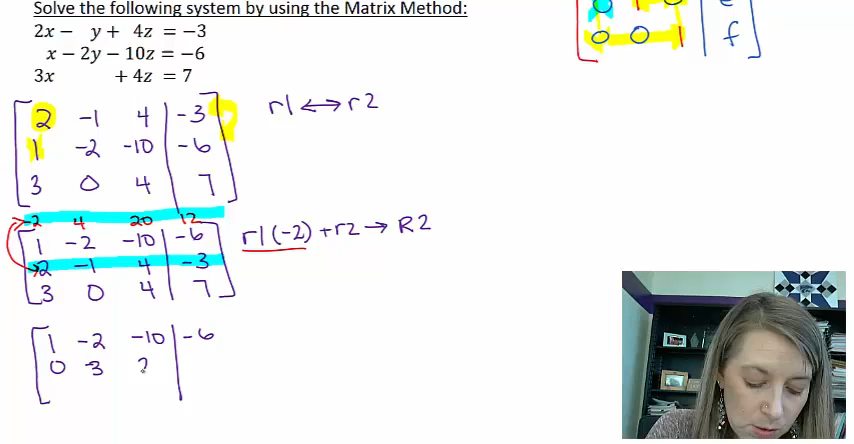 Solve the following system by using the Matrix Method:
2x − y + 4z = −3
x − 2y − 10z = −6
3x + 4z = 7
2 -1 4 -3
1 -2 -10 -6
3 0 4 7
r1 ↔ r2
-2 4 20 12
1 -2 -10 -6
2 -1 4 -3
3 0 4 7
r1(-2) + r2 → R2
1 -2 -10 -6
0 3 2
f